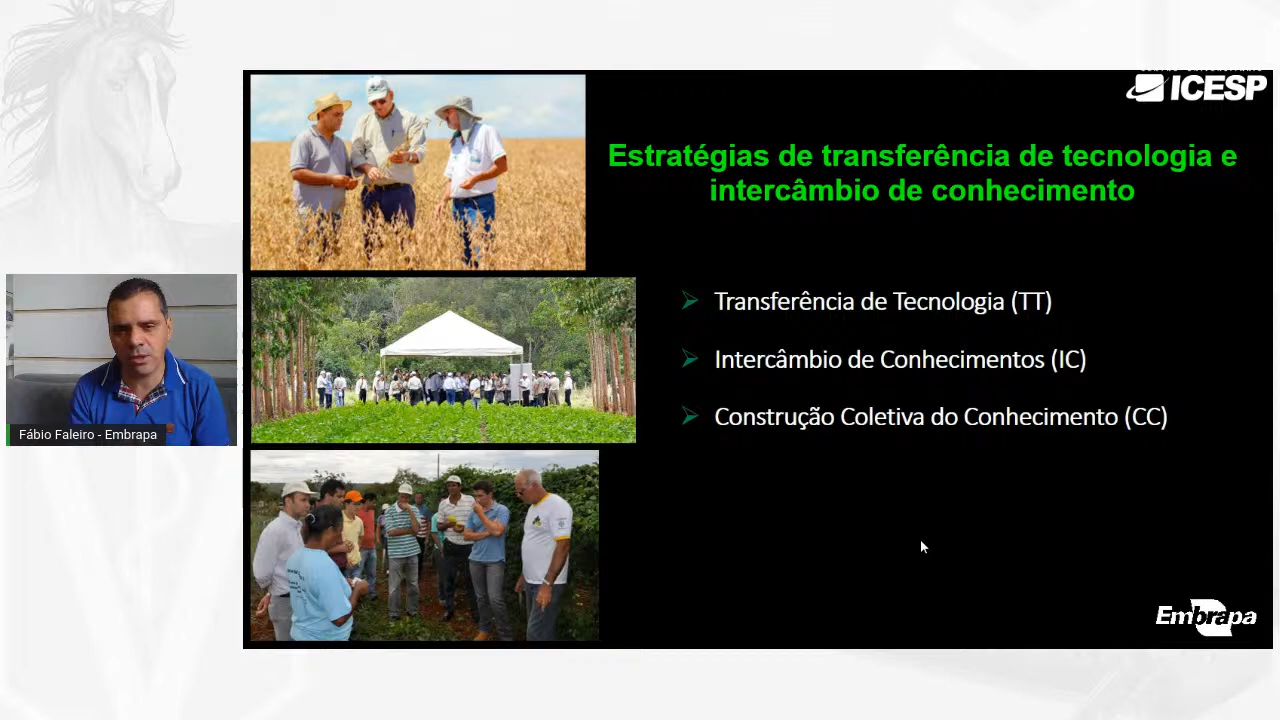 ICESP
Estratégias de transferência de tecnologia e
intercâmbio de conhecimento
Transferência de Tecnologia (TT)
Intercâmbio de Conhecimentos (IC)
Construção Coletiva do Conhecimento (CC)
Fábio Faleiro - Embrapa
Embrapa